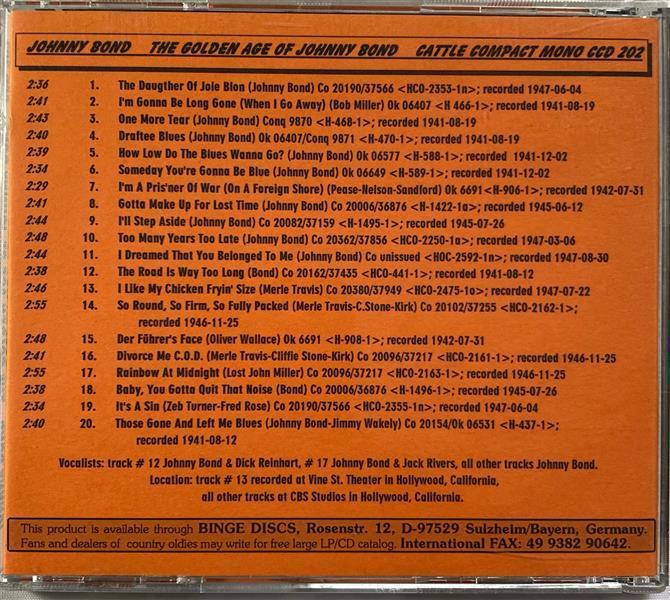 JOHNNY BOND THE GOLDEN AGE OF JOHNNY BOND CATTLE COMPACT MONO CCD 202
2:36 1. The Daugther of Jole Blon (Johnny Bond) Co 20190/37566 <HCO-2353-1n>; recorded 1947-06-04
2:41 2. I'm Gonna Be Long Gone (When I Go Away) (Bob Miller) Ok 06407 <H 466-1>; recorded 1941-08-19
2:43 3. One More Tear (Johnny Bond) Conq 9870 <H-468-1>; recorded 1941-08-19
2:40 4. Draftee Blues (Johnny Bond) Ok 06407/Conq 9871 <H-470-1>; recorded 1941-08-19
2:39 5. How Low Do The Blues Wanna Go? (Johnny Bond) Ok 06577 <H-588-1>; recorded 1941-12-02
2:34 6. Someday You're Gonna Be Blue (Johnny Bond) Ok 06649 <H-589-1>; recorded 1941-12-02
2:29 7. I'm A Pris'ner Of War (On A Foreign Shore) (Pease-Nelson-Sandford) Ok 6691 <H-906-1>; recorded 1942-07-31
2:41 8. Gotta Make Up For Lost Time (Johnny Bond) Co 20006/36876 <H-1422-1a>; recorded 1945-06-12
2:44 9. I'll Step Aside (Johnny Bond) Co 20082/37159 <H-1495-1>; recorded 1945-07-26
2:48 10. Too Many Years Too Late (Johnny Bond) Co 20362/37856 <HCO-2250-1a>; recorded 1947-03-06
2:44 11. I Dreamed That You Belonged To Me (Johnny Bond) Co unissued <HOC-2592-1n>; recorded 1947-08-30
2:38 12. The Road Is Way Too Long (Bond) Co 20162/37435 <HCO-441-1>; recorded 1941-08-12
2:46 13. I Like My Chicken Fryin' Size (Merle Travis) Co 20380/37949 <HCO-2475-1o>; recorded 1947-07-22
2:55 14. So Round, So Firm, So Fully Packed (Merle Travis-C.Stone-Kirk) Co 20102/37255 <HCO-2162-1>;
recorded 1946-11-25
2:48 15. Der Föhrer's Face (Oliver Wallace) Ok 6691 <H-908-1>; recorded 1942-07-31
2:41 16. Divorce Me C.O.D. (Merle Travis-Cliffie Stone-Kirk) Co 20096/37217 <HCO-2161-1>; recorded 1946-11-25
2:55 17. Rainbow At Midnight (Lost John Miller) Co 20096/37217 <HCO-2163-1>; recorded 1946-11-25
2:38 18. Baby, You Gotta Quit That Noise (Bond) Co 20006/36876 <H-1496-1>; recorded 1945-07-26
2:34 19. It's A Sin (Zeb Turner-Fred Rose) Co 20190/37566 <HCO-2355-1n>; recorded 1947-06-04
2:40 20. Those Gone And Left Me Blues (Johnny Bond-Jimmy Wakely) Co 20154/Ok 06531 <H-437-1>;
recorded 1941-08-12
Vocalists: track # 12 Johnny Bond & Dick Reinhart, # 17 Johnny Bond & Jack Rivers, all other tracks Johnny Bond.
Location: track # 13 recorded at Vine St. Theater in Hollywood, California,
all other tracks at CBS Studios in Hollywood, California.
This product is available through BINGE DISCS, Rosenstr. 12, D-97529 Sulzheim/Bayern, Germany.
Fans and dealers of country oldies may write for free large LP/CD catalog. International FAX: 49 9382 90642.